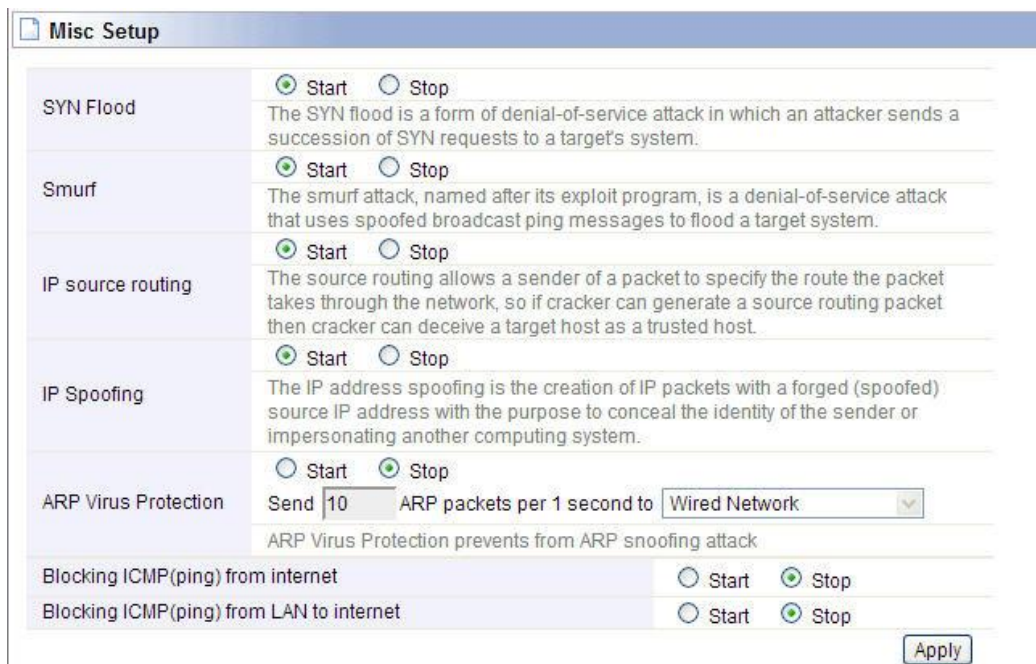 Misc Setup
SYN Flood
Start Stop
The SYN flood is a form of denial-of-service attack in which an attacker sends a
succession of SYN requests to a target's system.
Smurf
Start Stop
The smurf attack, named after its exploit program, is a denial-of-service attack
that uses spoofed broadcast ping messages to flood a target system.
IP source routing
Start Stop
The source routing allows a sender of a packet to specify the route the packet
takes through the network, so if cracker can generate a source routing packet
then cracker can deceive a target host as a trusted host.
IP Spoofing
Start Stop
The IP address spoofing is the creation of IP packets with a forged (spoofed)
source IP address with the purpose to conceal the identity of the sender or
impersonating another computing system.
ARP Virus Protection
Start Stop
Send 10 ARP packets per 1 second to Wired Network
ARP Virus Protection prevents from ARP snoofing attack
Blocking ICMP(ping) from internet Start Stop
Blocking ICMP(ping) from LAN to internet Start Stop
Apply